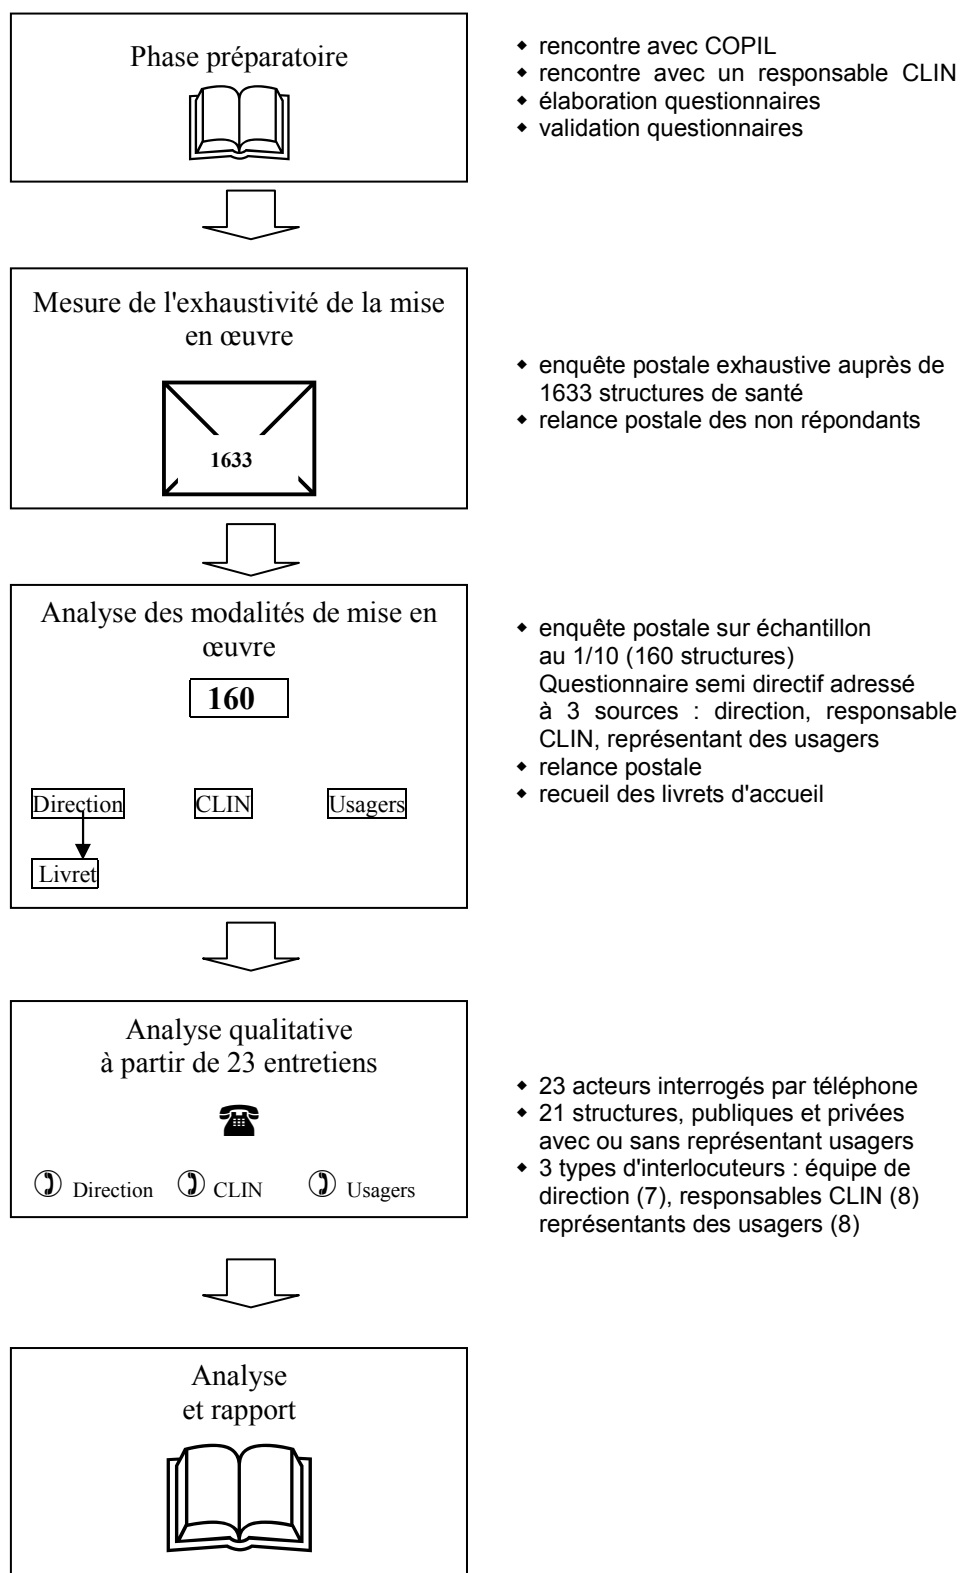 Phase préparatoire
◆ rencontre avec COPIL
◆ rencontre avec un responsable CLIN
◆ élaboration questionnaires
◆ validation questionnaires
Mesure de l'exhaustivité de la mise
en œuvre
1633
◆ enquête postale exhaustive auprès de
1633 structures de santé
◆ relance postale des non répondants
Analyse des modalités de mise en
œuvre
160
Direction CLIN Usagers
Livret
◆ enquête postale sur échantillon
au 1/10 (160 structures)
Questionnaire semi directif adressé
à 3 sources : direction, responsable
CLIN, représentant des usagers
◆ relance postale
◆ recueil des livrets d'accueil
Analyse qualitative
à partir de 23 entretiens
Direction CLIN Usagers
◆ 23 acteurs interrogés par téléphone
◆ 21 structures, publiques et privées
avec ou sans représentant usagers
◆ 3 types d'interlocuteurs : équipe de
direction (7), responsables CLIN (8)
représentants des usagers (8)
Analyse
et rapport